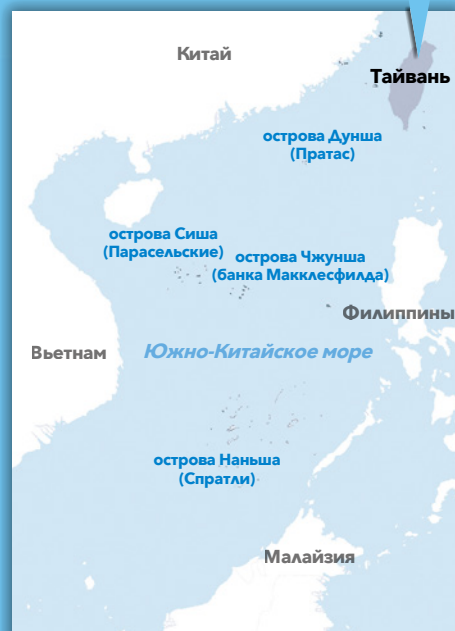 Китай
Тайвань
острова Дунша
(Пратас)
острова Сиша
(Парасельские)
острова Чжунша
(банка Макклесфилда)
Филиппины
Вьетнам
Южно-Китайское море
острова Наньша
(Спратли)
Малайзия